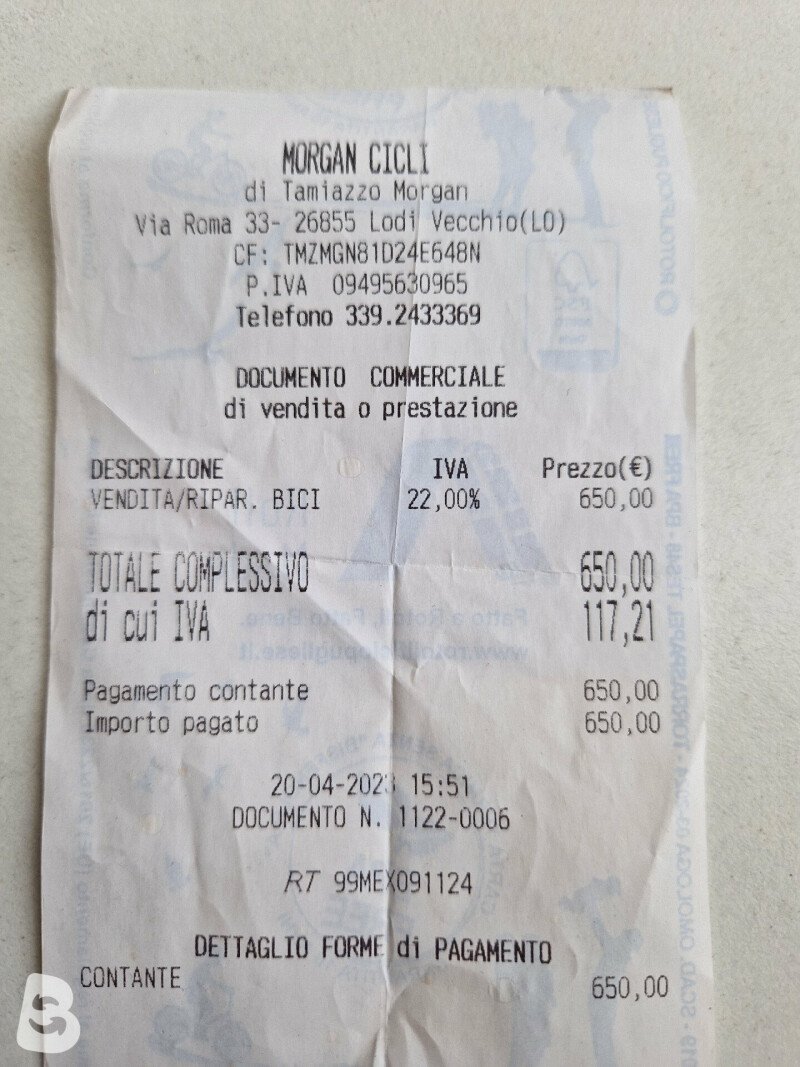 MORGAN CICLI
di Tamiazzo Morgan
Via Roma 33- 26855 Lodi Vecchio(LO)
CF: TMZMGN81D24E648N
P.IVA 09495630965
Telefono 339.2433369
DOCUMENTO COMMERCIALE
di vendita o prestazione
DESCRIZIONE IVA Prezzo(€)
VENDITA/RIPAR. BICI 22,00% 650,00
TOTALE COMPLESSIVO 650,00
di cui IVA 117,21
Pagamento contante 650,00
Importo pagato 650,00
20-04-2023 15:51
DOCUMENTO N. 1122-0006
RT 99MEX091124
DETTAGLIO FORME di PAGAMENTO
CONTANTE 650,00